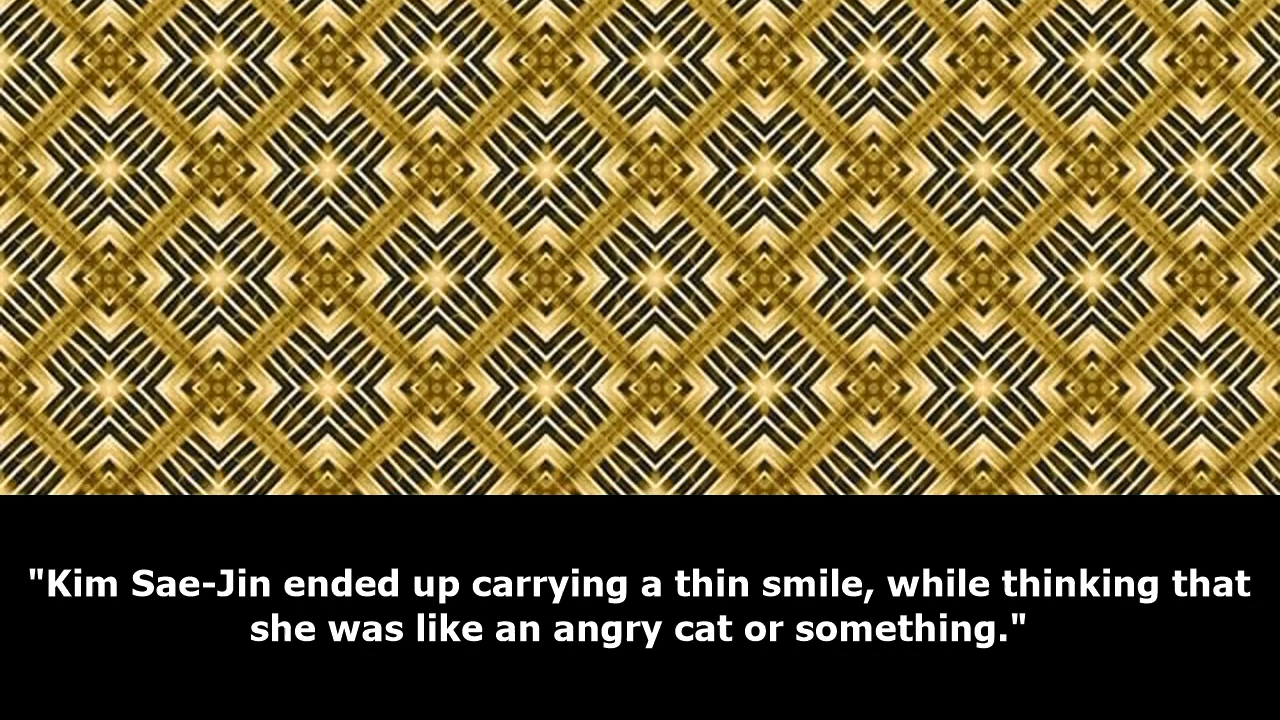 "Kim Sae-Jin ended up carrying a thin smile, while thinking that
she was like an angry cat or something."